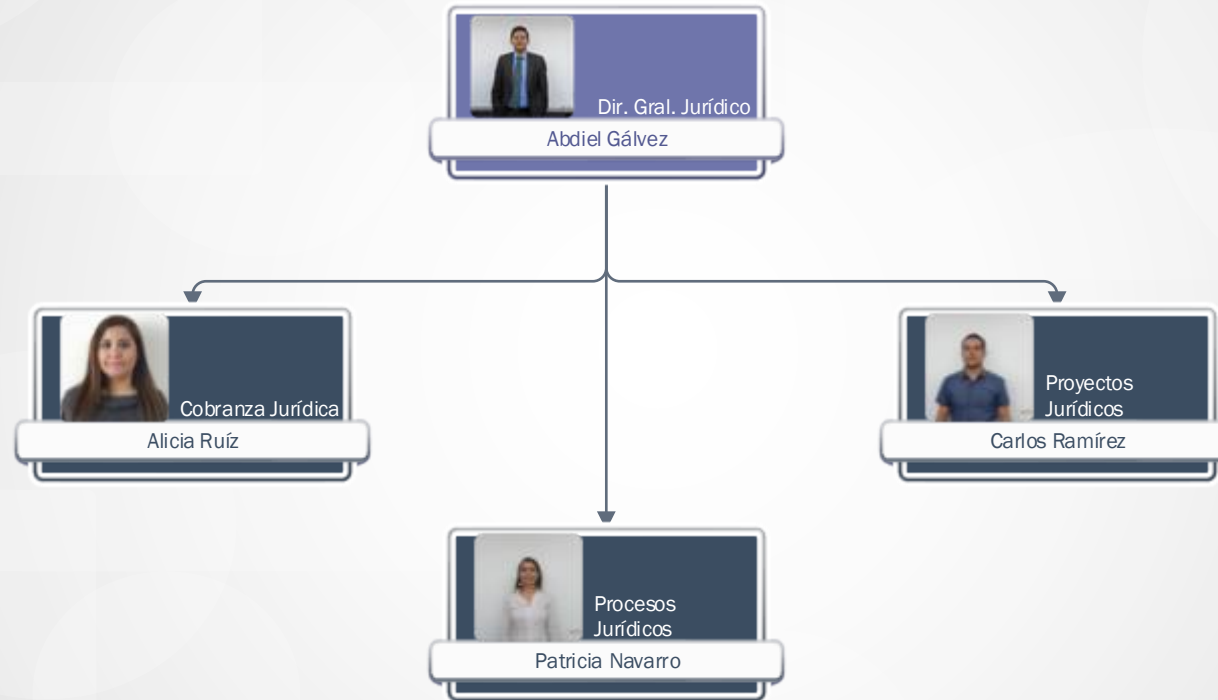 Dir. Gral. Jurídico
Abdiel Gálvez
Cobranza Jurídica
Alicia Ruíz
Proyectos
Jurídicos
Carlos Ramírez
Procesos
Jurídicos
Patricia Navarro